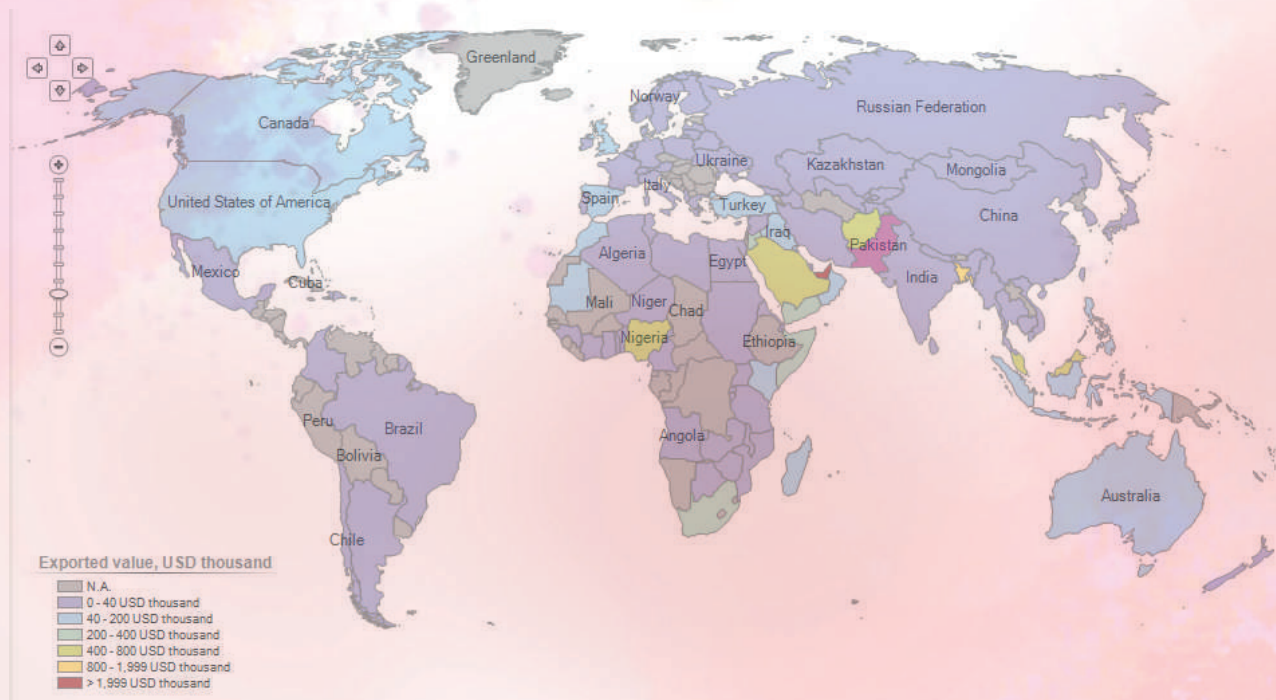 Greenland
Norway
Russian Federation
Canada
Ukraine
Kazakhstan
Mongolia
Italy
United States of America
Spain
Turkey
China
Iraq
Pakistan
Algeria
Egypt
India
Mexico
Cuba
Mali
Niger
Chad
Nigeria
Ethiopia
Peru
Brazil
Angola
Bolivia
Australia
Chile
Exported value, USD thousand
N.A.
0 - 40 USD thousand
40 - 200 USD thousand
200 - 400 USD thousand
400 - 800 USD thousand
800 - 1,999 USD thousand
> 1,999 USD thousand